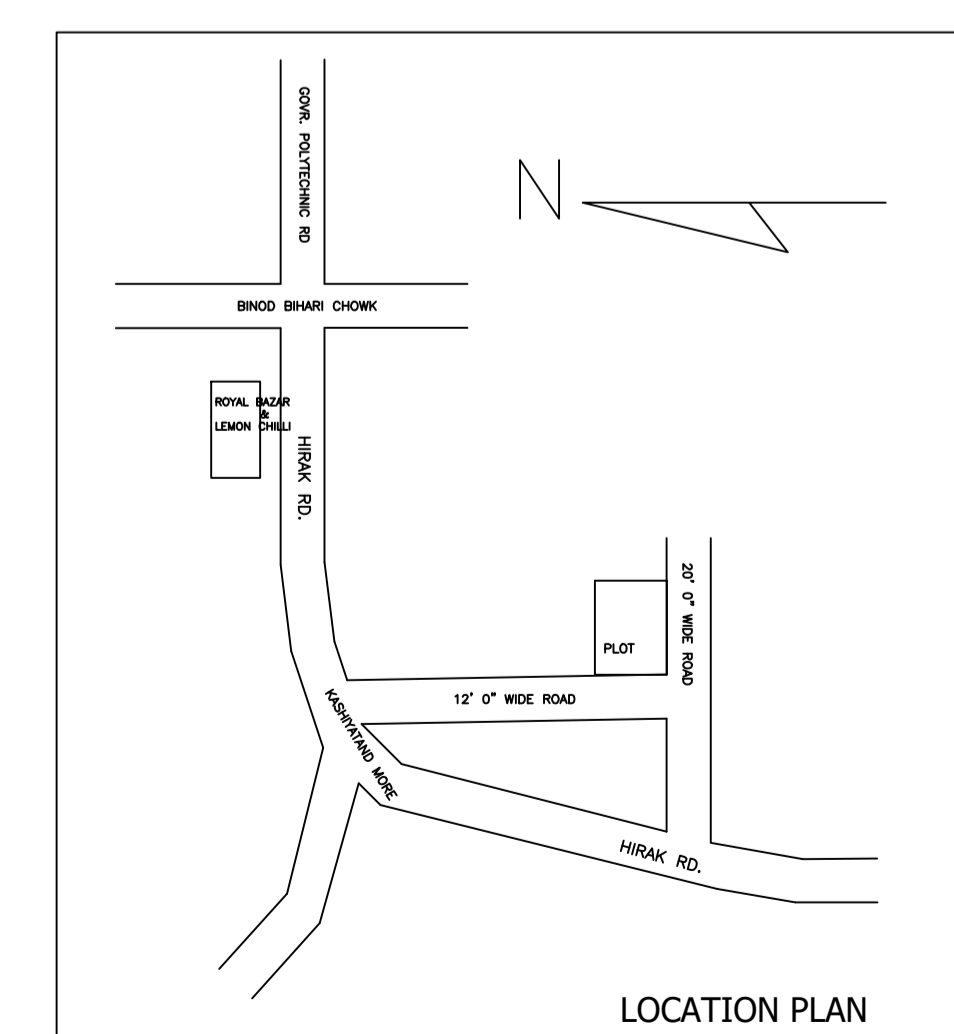 GOVR. POLYTECHNIC RD
N
BINOD BIHARI CHOWK
ROYAL BAZAR
&
LEMON CHILLI
HIRAK RD.
20' 0" WIDE ROAD
PLOT
12' 0" WIDE ROAD
KASHIYATAND MORE
HIRAK RD.
LOCATION PLAN